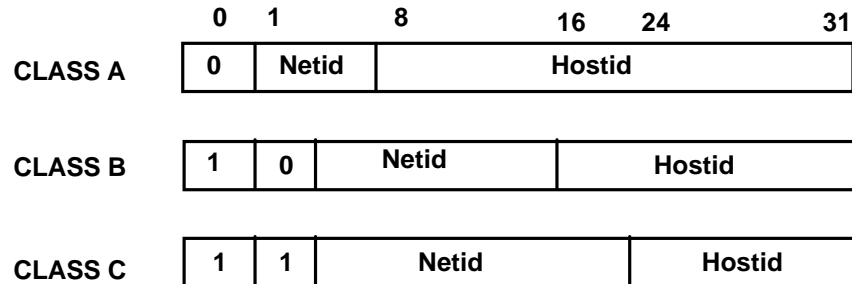 0 1 8 16 24 31
CLASS A 0 Netid Hostid
CLASS B 1 0 Netid Hostid
CLASS C 1 1 Netid Hostid